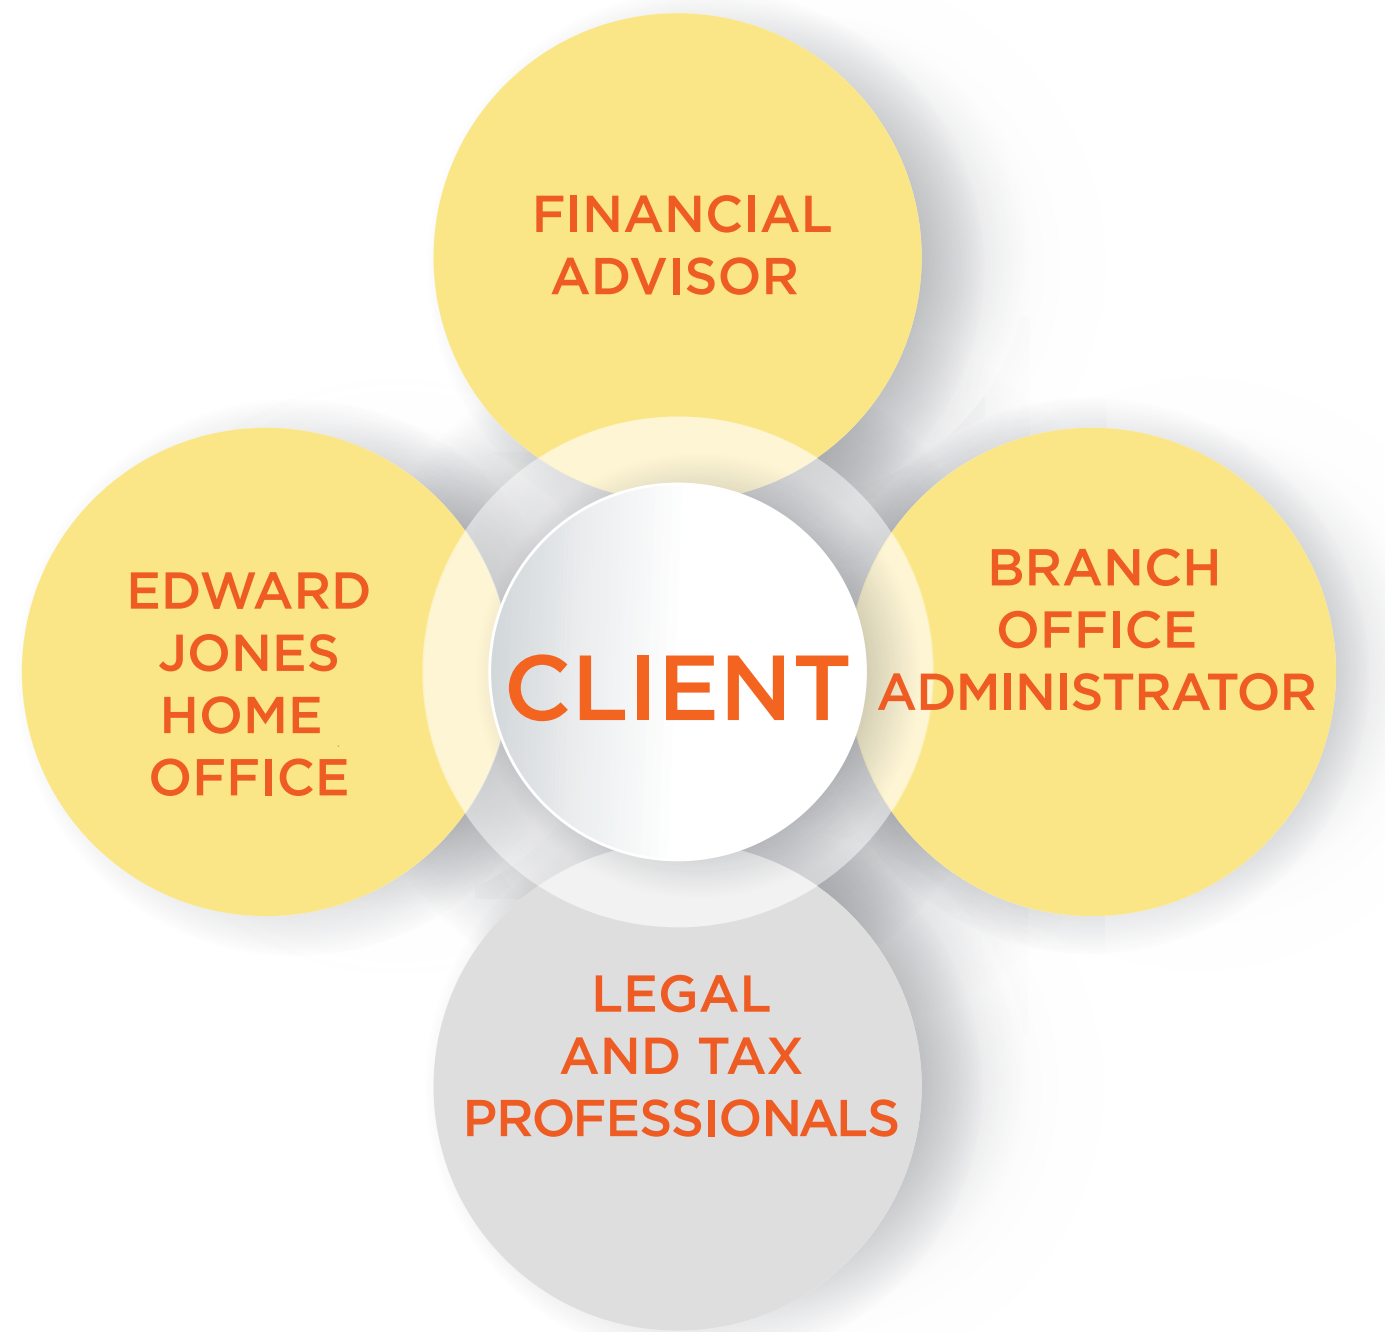 FINANCIAL
ADVISOR
EDWARD
JONES
HOME
OFFICE
CLIENT
BRANCH
OFFICE
ADMINISTRATOR
LEGAL
AND TAX
PROFESSIONALS